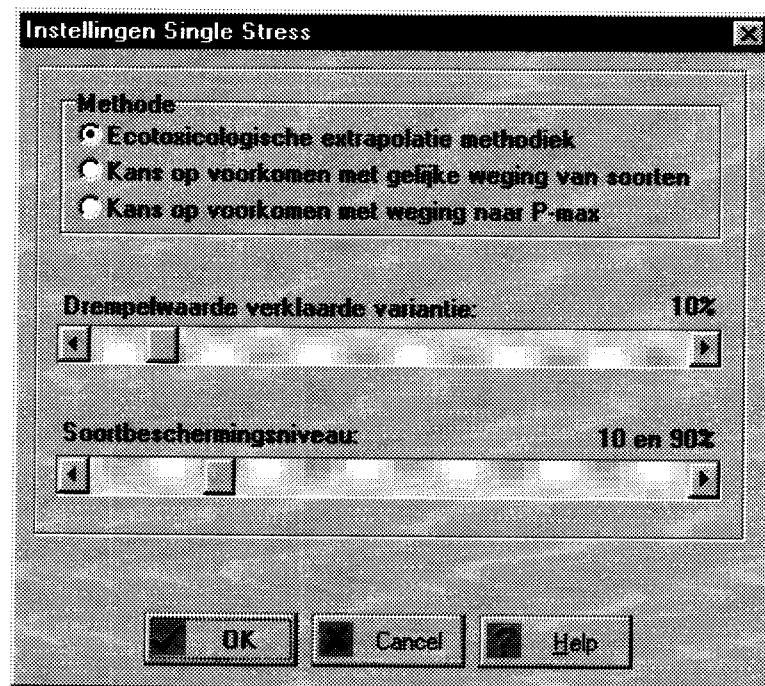 Instellingen Single Stress
Methode
Ecotoxicologische extrapolatie methodiek
Kans op voorkomen met gelijke weging van soorten
Kans op voorkomen met weging naar P-max
Drempelwaarde verklaarde variantie: 10%
Soortbeschermingsniveau: 10 en 90%
OK Cancel Help